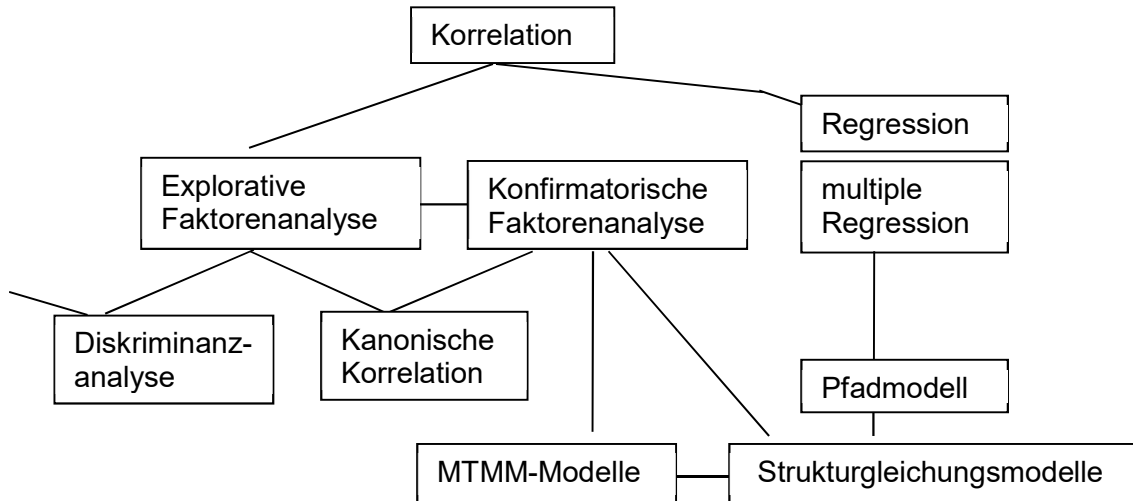 Korrelation
Regression
Explorative
Faktorenanalyse
Konfirmatorische
Faktorenanalyse
multiple
Regression
Diskriminanz-
analyse
Kanonische
Korrelation
Pfadmodell
MTMM-Modelle
Strukturgleichungsmodelle